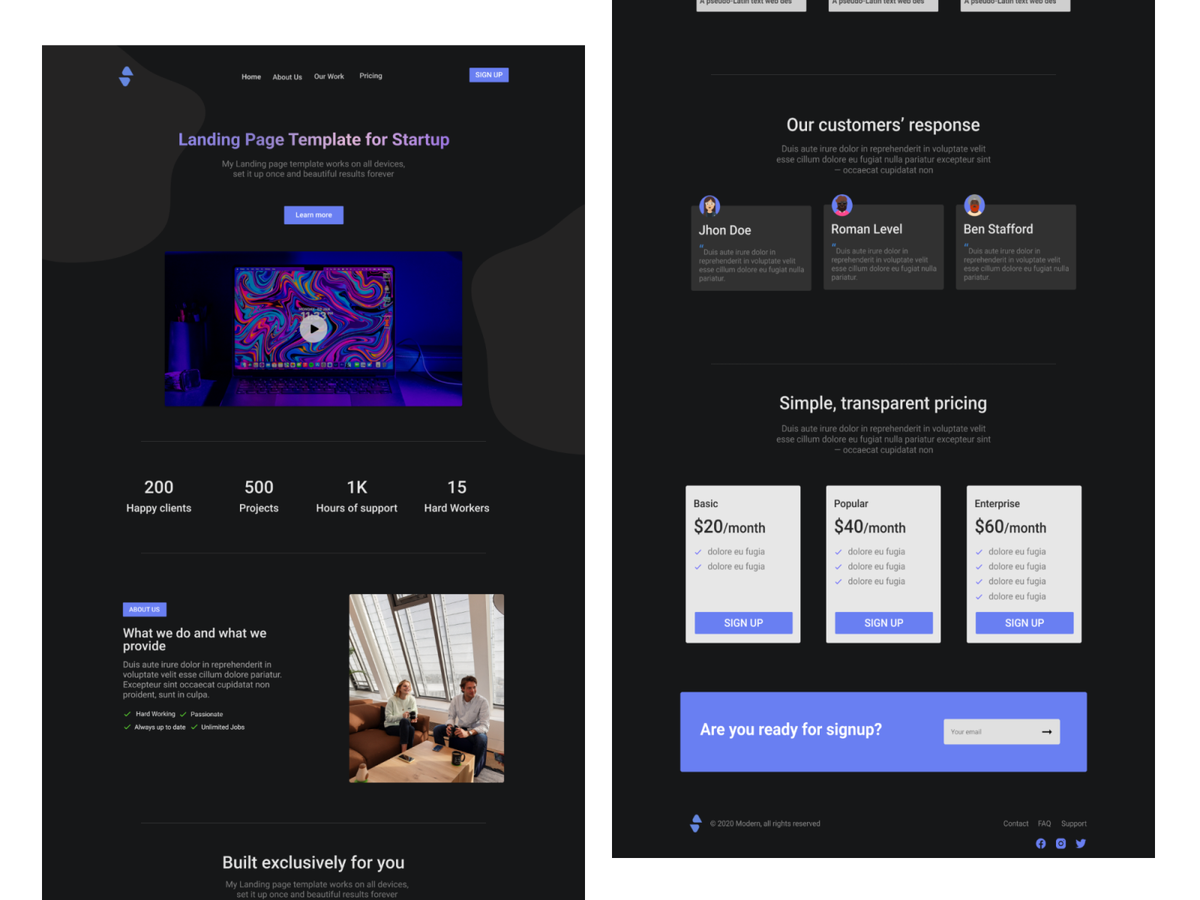 Home About Us Our Work Pricing SIGN UP
Landing Page Template for Startup
My Landing page template works on all devices,
set it up once and beautiful results forever
Learn more
200 500 1K 15
Happy clients Projects Hours of support Hard Workers
ABOUT US
What we do and what we
provide
Duis aute irure dolor in reprehenderit in
voluptate velit esse cillum dolore pariatur.
Excepteur sint occaecat cupidatat non
proident, sunt in culpa.
Hard Working Passionate
Always up to date Unlimited Jobs
Built exclusively for you
My Landing page template works on all devices,
set it up once and beautiful results forever
A pseudo-Latin text web des A pseudo-Latin text web des A pseudo-Latin text web des
Our customers’ response
Duis aute irure dolor in reprehenderit in voluptate velit
esse cillum dolore eu fugiat nulla pariatur excepteur sint
— occaecat cupidatat non
Jhon Doe
“Duis aute irure dolor in
reprehenderit in voluptate velit
esse cillum dolore eu fugiat nulla
pariatur.
Roman Level
“Duis aute irure dolor in
reprehenderit in voluptate velit
esse cillum dolore eu fugiat nulla
pariatur.
Ben Stafford
“Duis aute irure dolor in
reprehenderit in voluptate velit
esse cillum dolore eu fugiat nulla
pariatur.
Simple, transparent pricing
Duis aute irure dolor in reprehenderit in voluptate velit
esse cillum dolore eu fugiat nulla pariatur excepteur sint
— occaecat cupidatat non
Basic
$20/month
dolore eu fugia
dolore eu fugia
SIGN UP
Popular
$40/month
dolore eu fugia
dolore eu fugia
dolore eu fugia
SIGN UP
Enterprise
$60/month
dolore eu fugia
dolore eu fugia
dolore eu fugia
dolore eu fugia
SIGN UP
Are you ready for signup?
Your email
© 2020 Modern, all rights reserved
Contact FAQ Support